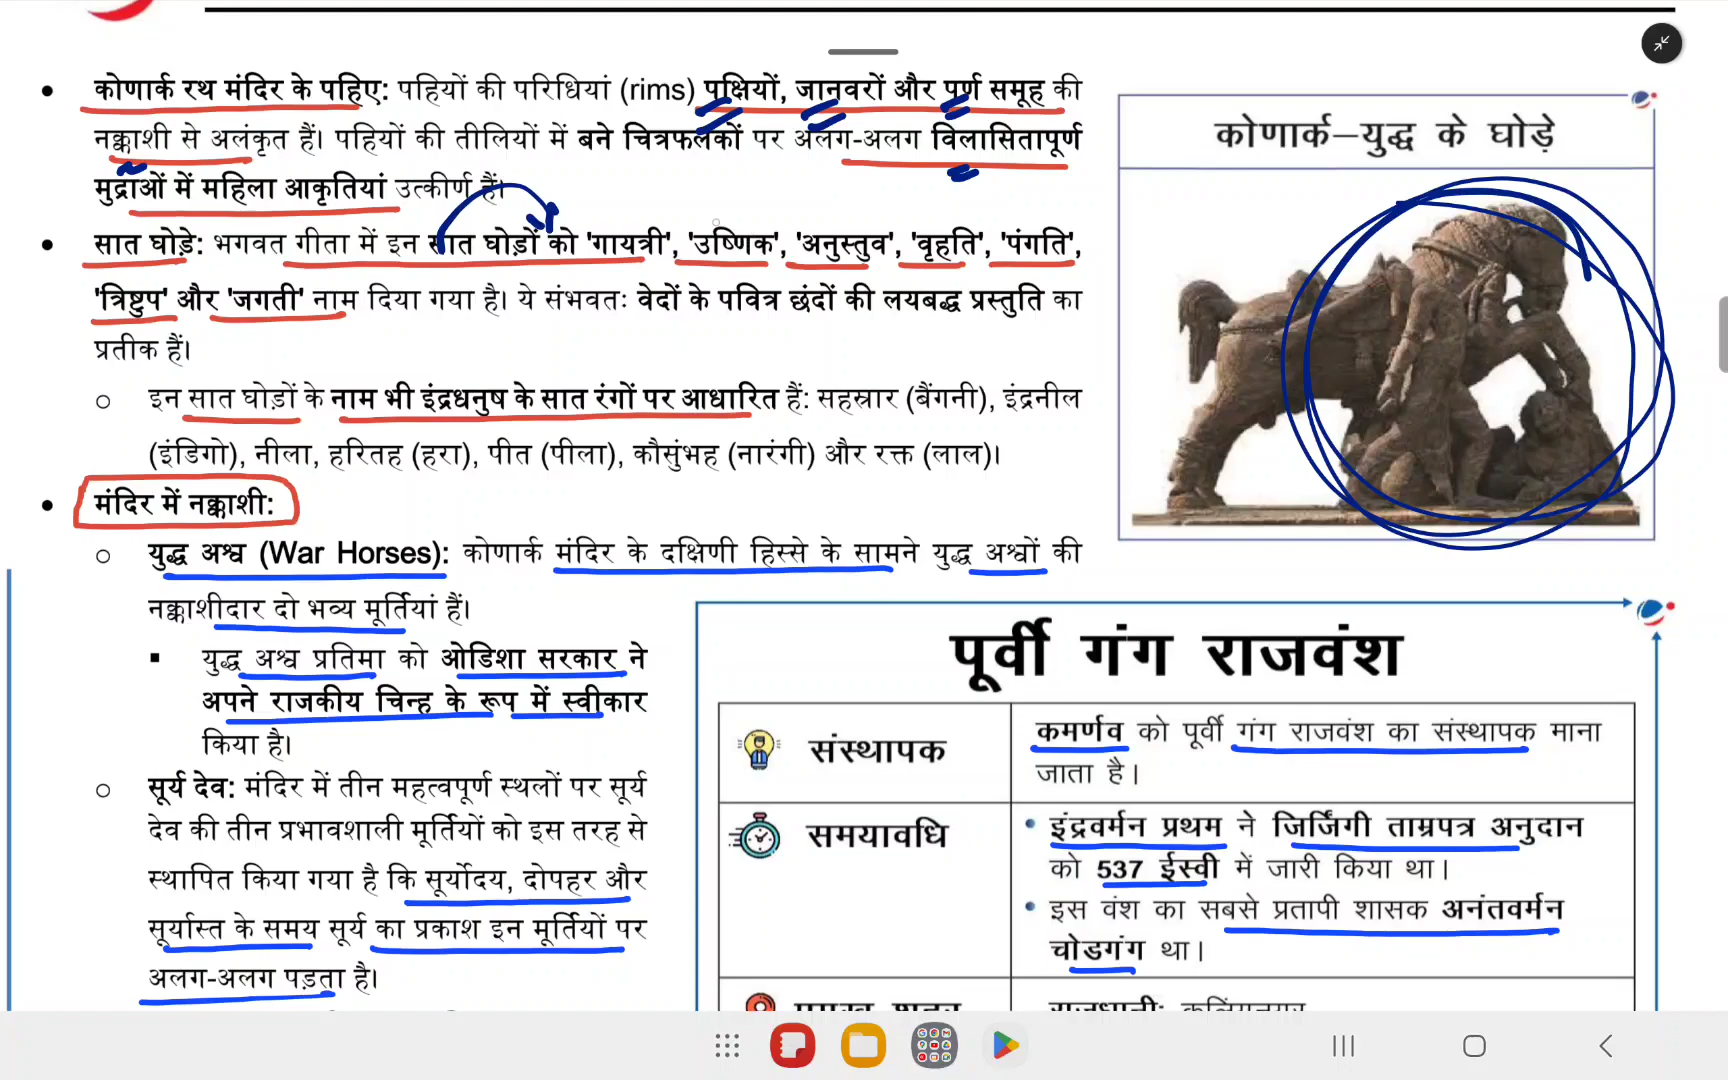 कोणार्क रथ मंदिर के पहिए: पहियों की परिधियां (rims) पक्षियों, जानवरों और पूर्ण समूह की
नक्काशी से अलंकृत हैं। पहियों की तीलियों में बने चित्रफलकों पर अलग-अलग विलासितापूर्ण
मुद्राओं में महिला आकृतियां उत्कीर्ण हैं।
सात घोड़े: भगवत गीता में इन सात घोड़ों को 'गायत्री', 'उष्णिक', 'अनुस्तुव', 'वृहति', 'पंगति',
'त्रिष्टुप' और 'जगती' नाम दिया गया है। ये संभवतः वेदों के पवित्र छंदों की लयबद्ध प्रस्तुति का
प्रतीक हैं।
इन सात घोड़ों के नाम भी इंद्रधनुष के सात रंगों पर आधारित हैं: सहस्रार (बैंगनी), इंद्रनील
(इंडिगो), नीला, हरितह (हरा), पीत (पीला), कौसुंभह (नारंगी) और रक्त (लाल)।
मंदिर में नक्काशी:
युद्ध अश्व (War Horses): कोणार्क मंदिर के दक्षिणी हिस्से के सामने युद्ध अश्वों की
नक्काशीदार दो भव्य मूर्तियां हैं।
युद्ध अश्व प्रतिमा को ओडिशा सरकार ने
अपने राजकीय चिन्ह के रूप में स्वीकार
किया है।
सूर्य देव: मंदिर में तीन महत्वपूर्ण स्थलों पर सूर्य
देव की तीन प्रभावशाली मूर्तियों को इस तरह से
स्थापित किया गया है कि सूर्योदय, दोपहर और
सूर्यास्त के समय सूर्य का प्रकाश इन मूर्तियों पर
अलग-अलग पड़ता है।
कोणार्क–युद्ध के घोड़े
पूर्वी गंग राजवंश
संस्थापक
कमर्णव को पूर्वी गंग राजवंश का संस्थापक माना
जाता है।
समयावधि
इंद्रवर्मन प्रथम ने जिर्जिंगी ताम्रपत्र अनुदान
को 537 ईस्वी में जारी किया था।
इस वंश का सबसे प्रतापी शासक अनंतवर्मन
चोडगंग था।